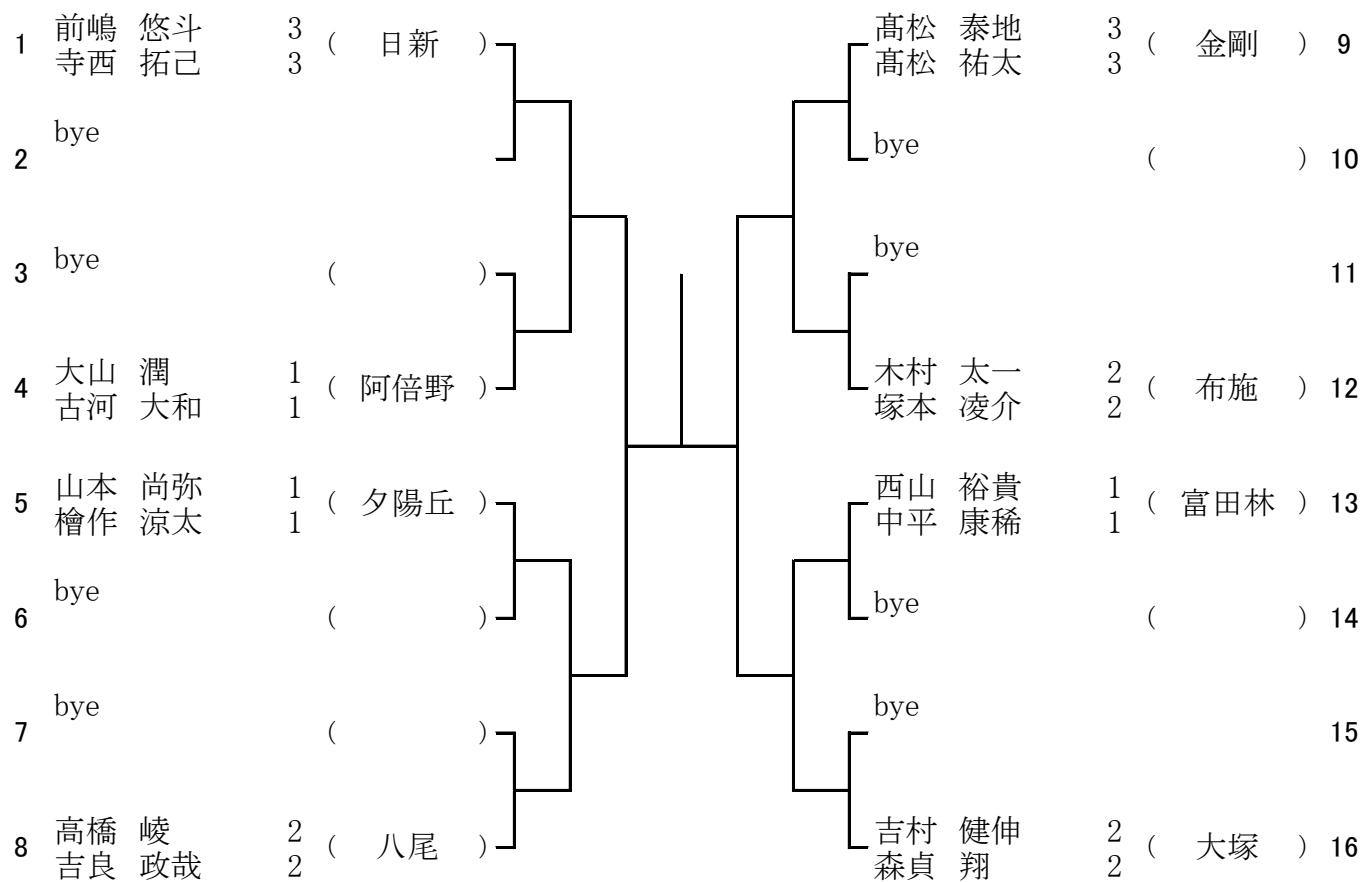 1 前嶋 悠斗 3 ( 日新 )
寺西 拓己 3
2 bye
3 bye ( )
4 大山 潤 1 ( 阿倍野 )
古河 大和 1
5 山本 尚弥 1 ( 夕陽丘 )
檜作 涼太 1
6 bye ( )
7 bye ( )
8 高橋 崚 2 ( 八尾 )
吉良 政哉 2
髙松 泰地 3 ( 金剛 ) 9
髙松 祐太 3
bye ( ) 10
bye 11
木村 太一 2 ( 布施 ) 12
塚本 凌介 2
西山 裕貴 1 ( 富田林 ) 13
中平 康稀 1
bye ( ) 14
bye 15
吉村 健伸 2 ( 大塚 ) 16
森貞 翔 2